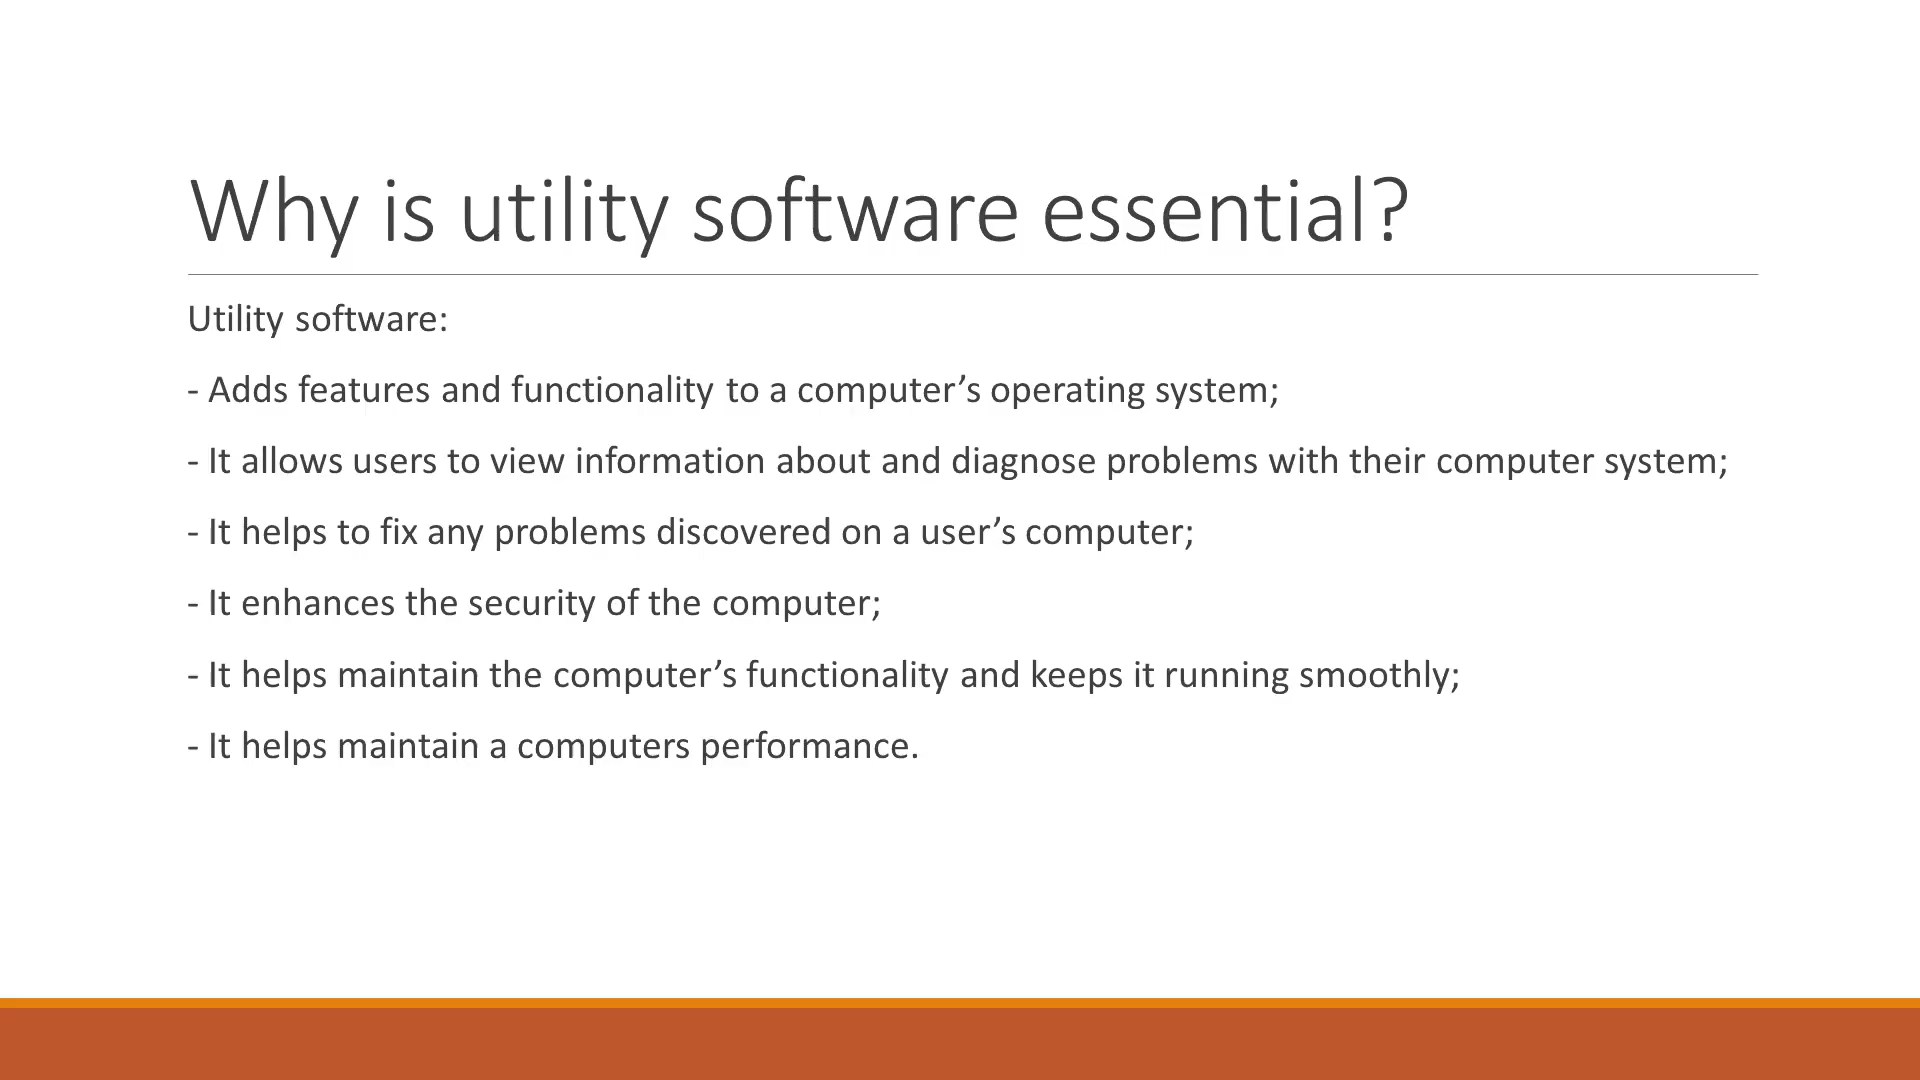 Why is utility software essential?
Utility software:
- Adds features and functionality to a computer’s operating system;
- It allows users to view information about and diagnose problems with their computer system;
- It helps to fix any problems discovered on a user’s computer;
- It enhances the security of the computer;
- It helps maintain the computer’s functionality and keeps it running smoothly;
- It helps maintain a computers performance.